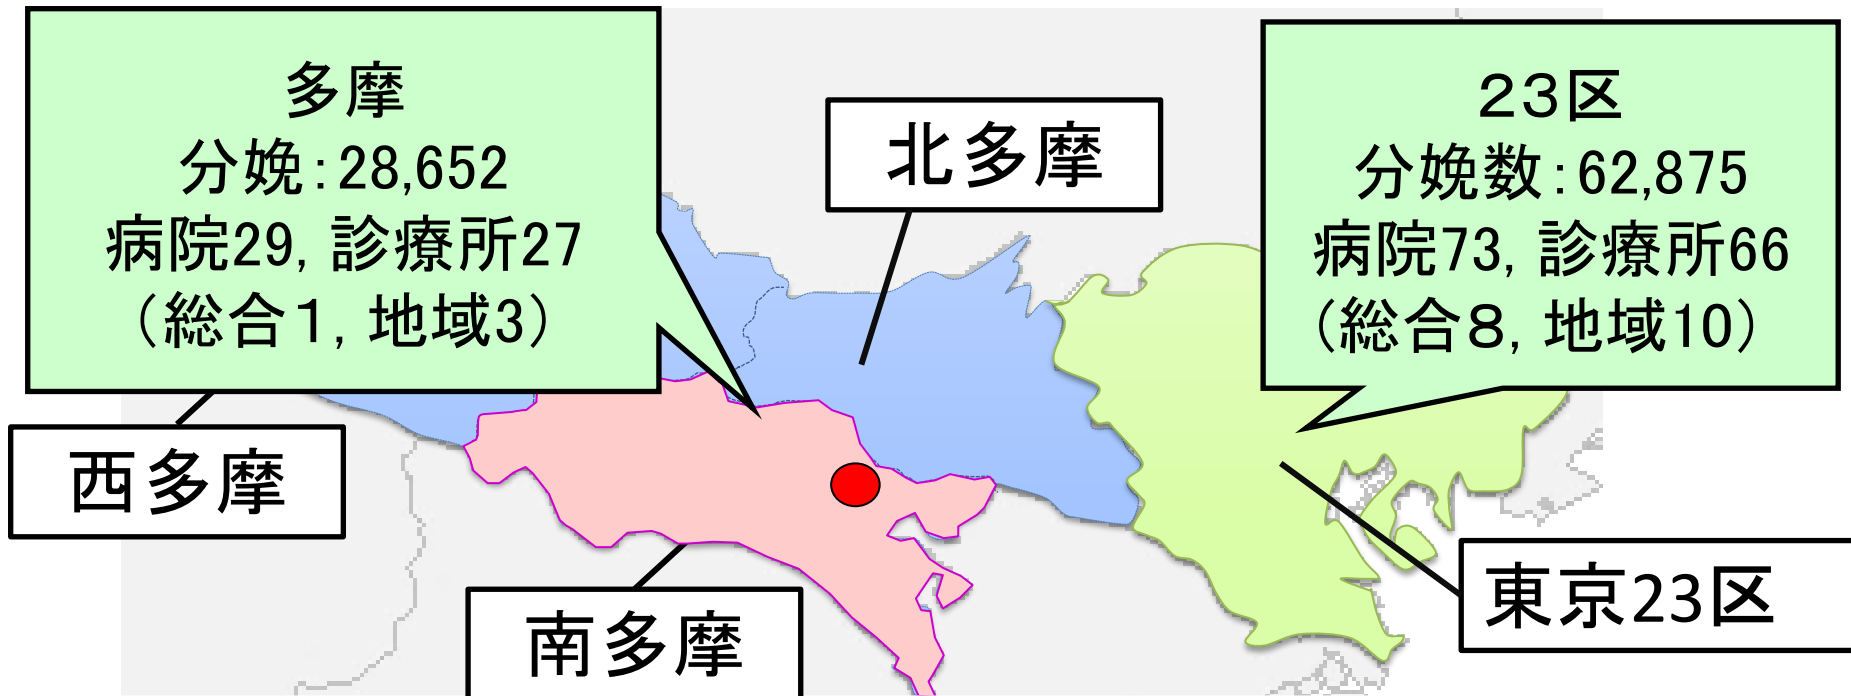 多摩
分娩：28,652
病院29, 診療所27
（総合１, 地域3）
北多摩
２３区
分娩数：62,875
病院73, 診療所66
（総合８, 地域10）
西多摩
南多摩
東京23区